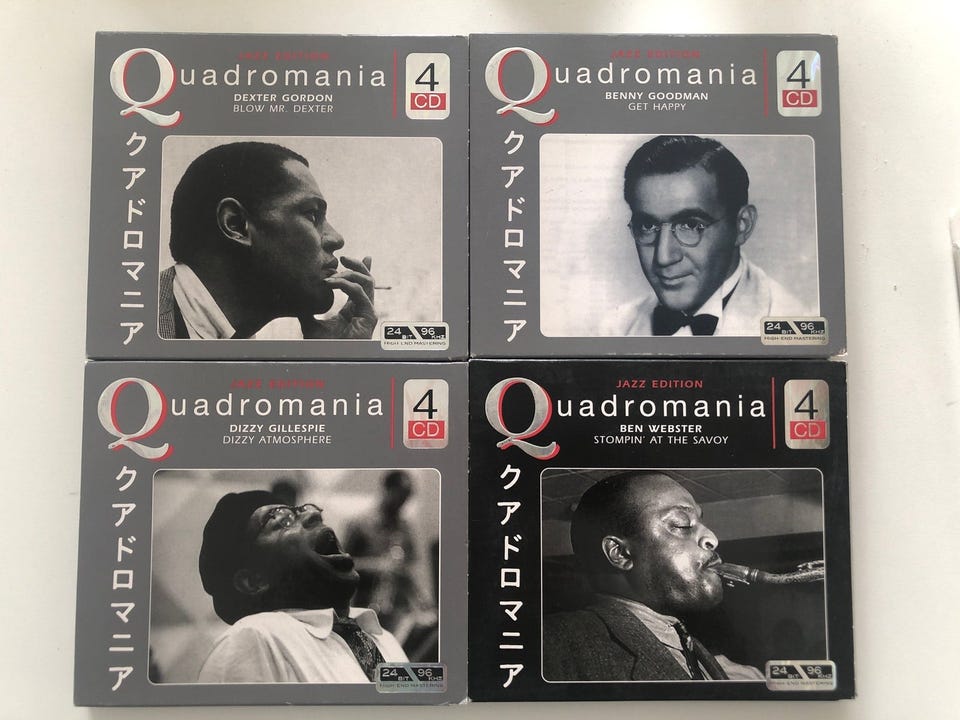 JAZZ EDITION
Quadromania
DEXTER GORDON
BLOW MR. DEXTER
4
CD
クアドロマニア
24 BIT 96 KHZ
HIGH END MASTERING
JAZZ EDITION
Quadromania
BENNY GOODMAN
GET HAPPY
4
CD
クアドロマニア
24 BIT 96 KHZ
HIGH END MASTERING
JAZZ EDITION
Quadromania
DIZZY GILLESPIE
DIZZY ATMOSPHERE
4
CD
クアドロマニア
24 BIT 96 KHZ
HIGH END MASTERING
JAZZ EDITION
Quadromania
BEN WEBSTER
STOMPIN' AT THE SAVOY
4
CD
クアドロマニア
24 BIT 96 KHZ
HIGH END MASTERING